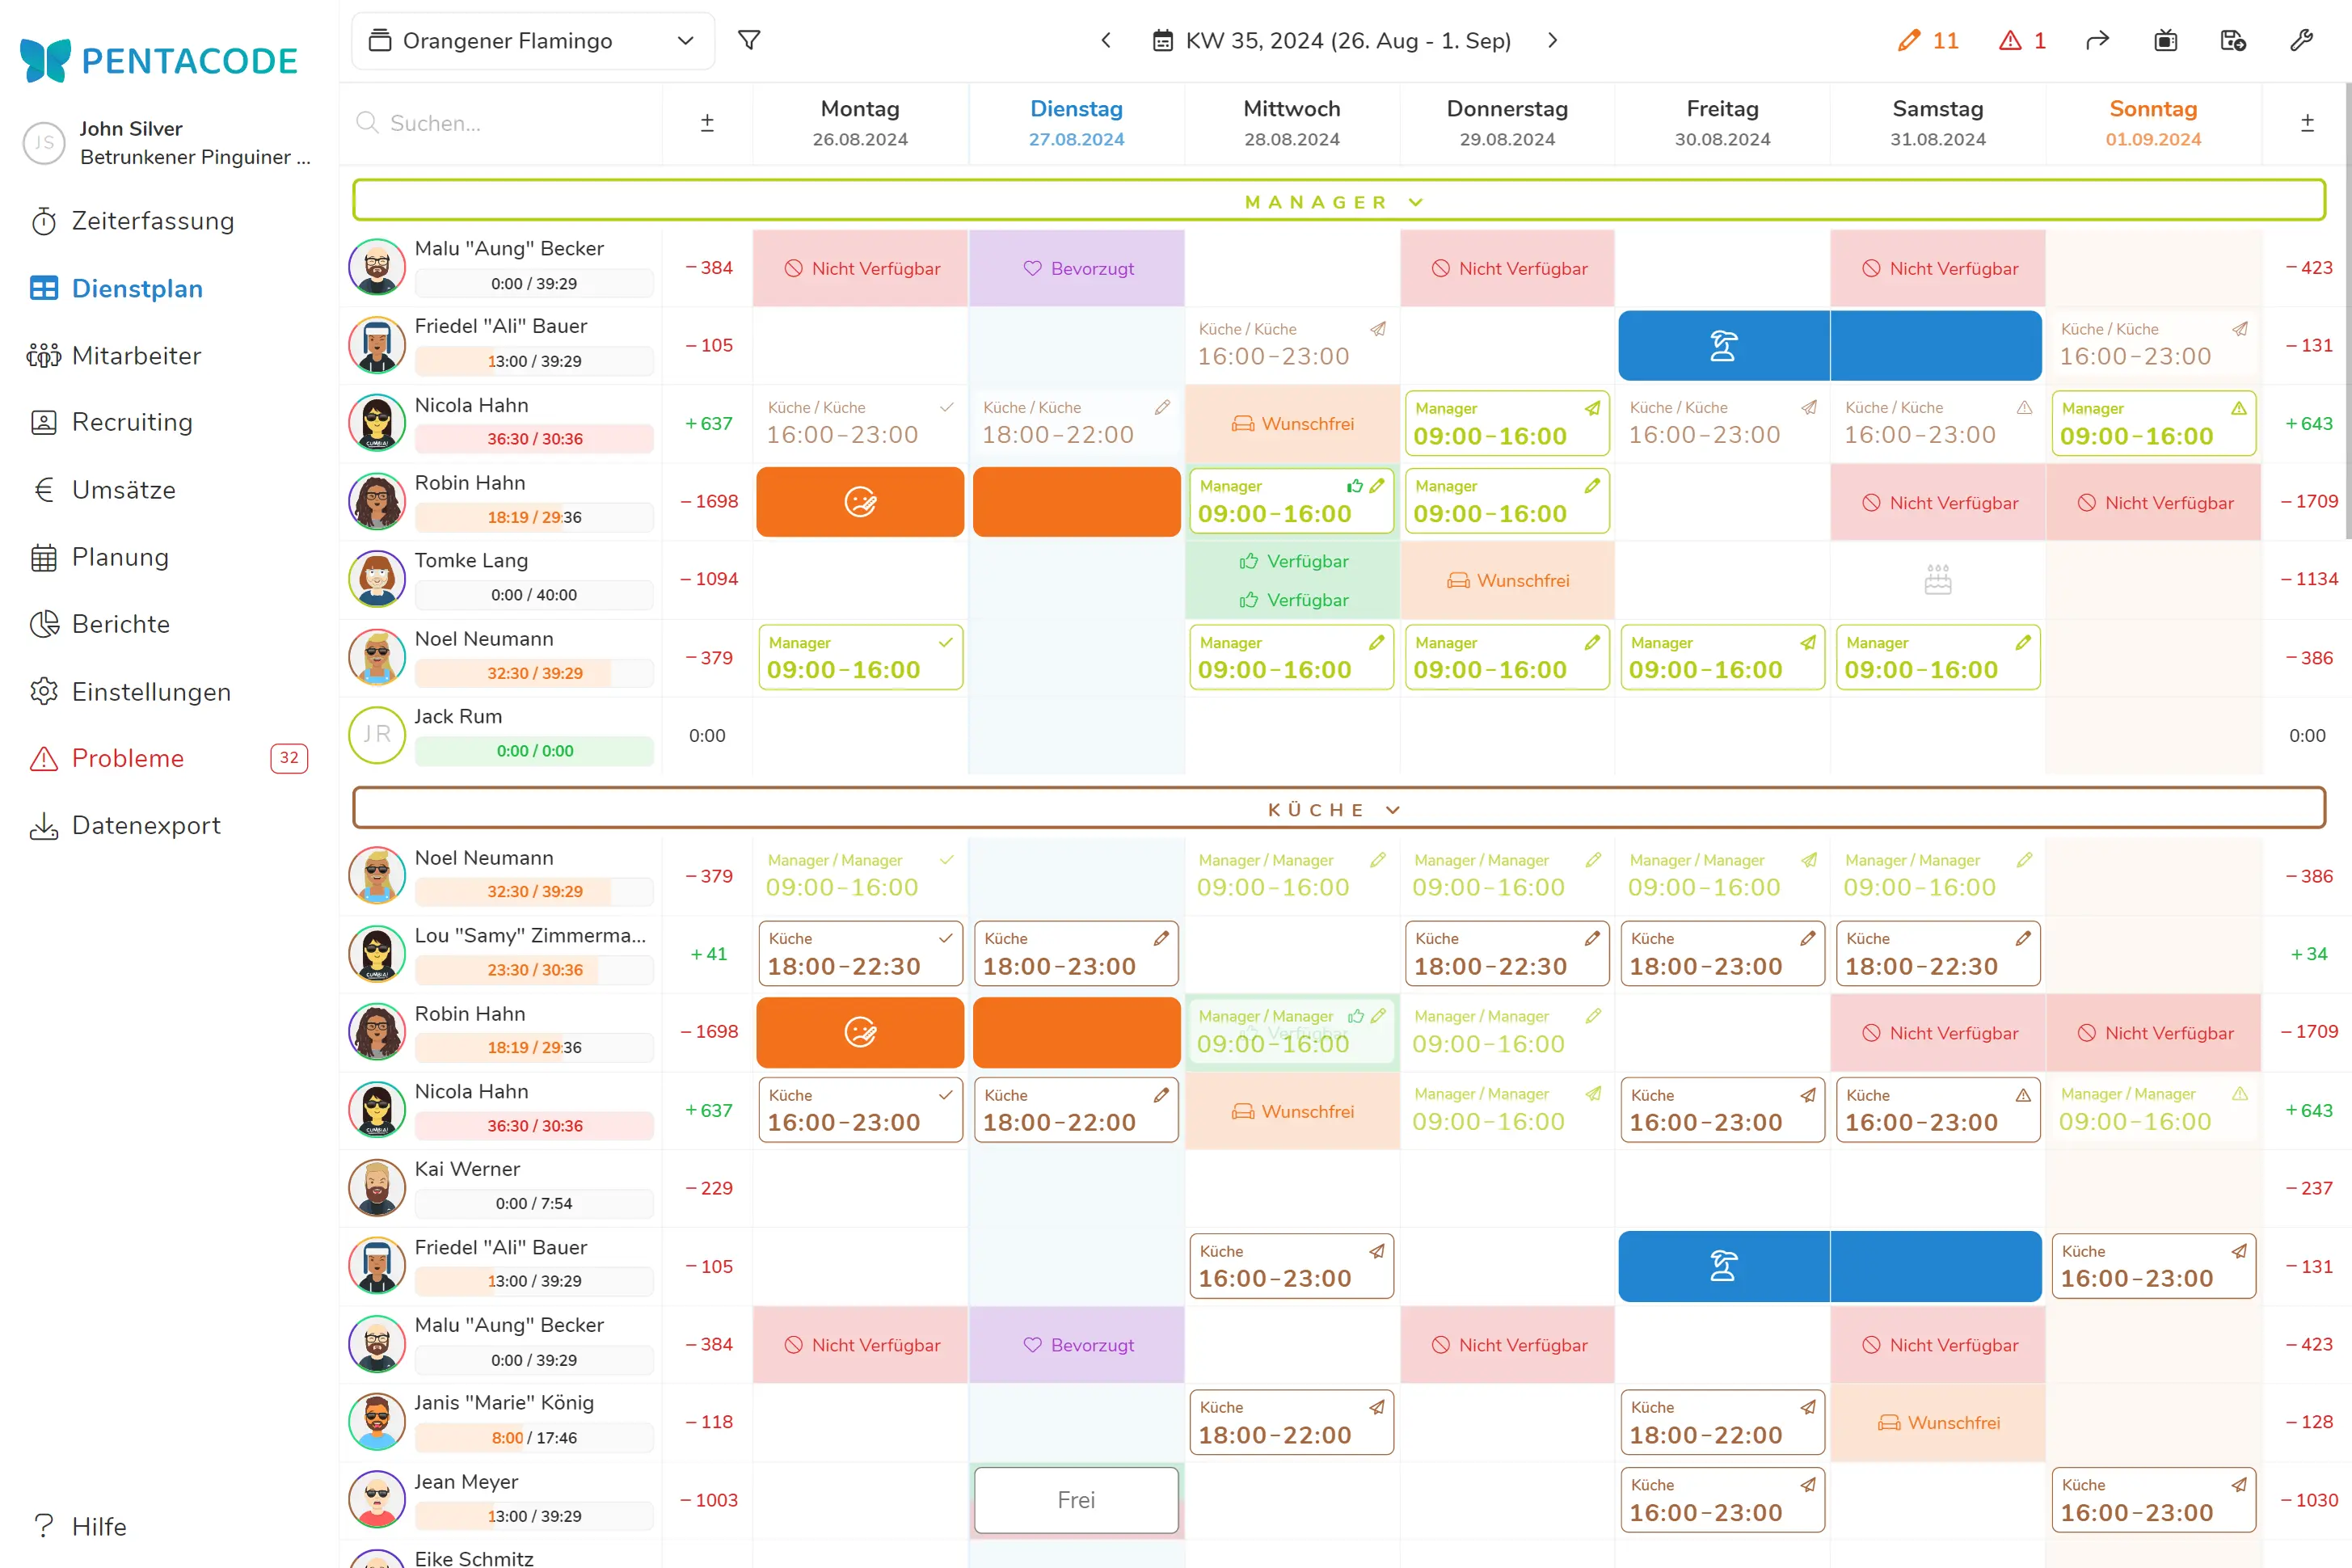 PENTACODE
JS
John Silver
Betrunkener Pinguiner ...
Zeiterfassung
Dienstplan
Mitarbeiter
Recruiting
€ Umsätze
Planung
Berichte
Einstellungen
Probleme 32
Datenexport
? Hilfe
Orangener Flamingo
KW 35, 2024 (26. Aug - 1. Sep)
11
1
Suchen...
±
Montag
26.08.2024
Dienstag
27.08.2024
Mittwoch
28.08.2024
Donnerstag
29.08.2024
Freitag
30.08.2024
Samstag
31.08.2024
Sonntag
01.09.2024
±
MANAGER
Malu "Aung" Becker
0:00 / 39:29
−384
Nicht Verfügbar
Bevorzugt
Nicht Verfügbar
Nicht Verfügbar
−423
Friedel "Ali" Bauer
13:00 / 39:29
−105
Küche / Küche
16:00–23:00
Küche / Küche
16:00–23:00
−131
Nicola Hahn
36:30 / 30:36
+637
Küche / Küche
16:00–23:00
Küche / Küche
18:00–22:00
Wunschfrei
Manager
09:00–16:00
Küche / Küche
16:00–23:00
Küche / Küche
16:00–23:00
Manager
09:00–16:00
+643
Robin Hahn
18:19 / 29:36
−1698
Manager
09:00–16:00
Manager
09:00–16:00
Nicht Verfügbar
Nicht Verfügbar
−1709
Tomke Lang
0:00 / 40:00
−1094
Verfügbar
Verfügbar
Wunschfrei
−1134
Noel Neumann
32:30 / 39:29
−379
Manager
09:00–16:00
Manager
09:00–16:00
Manager
09:00–16:00
Manager
09:00–16:00
Manager
09:00–16:00
−386
JR
Jack Rum
0:00 / 0:00
0:00
0:00
KÜCHE
Noel Neumann
32:30 / 39:29
−379
Manager / Manager
09:00–16:00
Manager / Manager
09:00–16:00
Manager / Manager
09:00–16:00
Manager / Manager
09:00–16:00
Manager / Manager
09:00–16:00
−386
Lou "Samy" Zimmerma...
23:30 / 30:36
+41
Küche
18:00–22:30
Küche
18:00–23:00
Küche
18:00–22:30
Küche
18:00–23:00
Küche
18:00–22:30
+34
Robin Hahn
18:19 / 29:36
−1698
Manager / Manager
Verfügbar
09:00–16:00
Manager / Manager
09:00–16:00
Nicht Verfügbar
Nicht Verfügbar
−1709
Nicola Hahn
36:30 / 30:36
+637
Küche
16:00–23:00
Küche
18:00–22:00
Wunschfrei
Manager / Manager
09:00–16:00
Küche
16:00–23:00
Küche
16:00–23:00
Manager / Manager
09:00–16:00
+643
Kai Werner
0:00 / 7:54
−229
−237
Friedel "Ali" Bauer
13:00 / 39:29
−105
Küche
16:00–23:00
Küche
16:00–23:00
−131
Malu "Aung" Becker
0:00 / 39:29
−384
Nicht Verfügbar
Bevorzugt
Nicht Verfügbar
Nicht Verfügbar
−423
Janis "Marie" König
8:00 / 17:46
−118
Küche
18:00–22:00
Küche
18:00–22:00
Wunschfrei
−128
Jean Meyer
13:00 / 39:29
−1003
Frei
Küche
16:00–23:00
Küche
16:00–23:00
−1030
Eike Schmitz